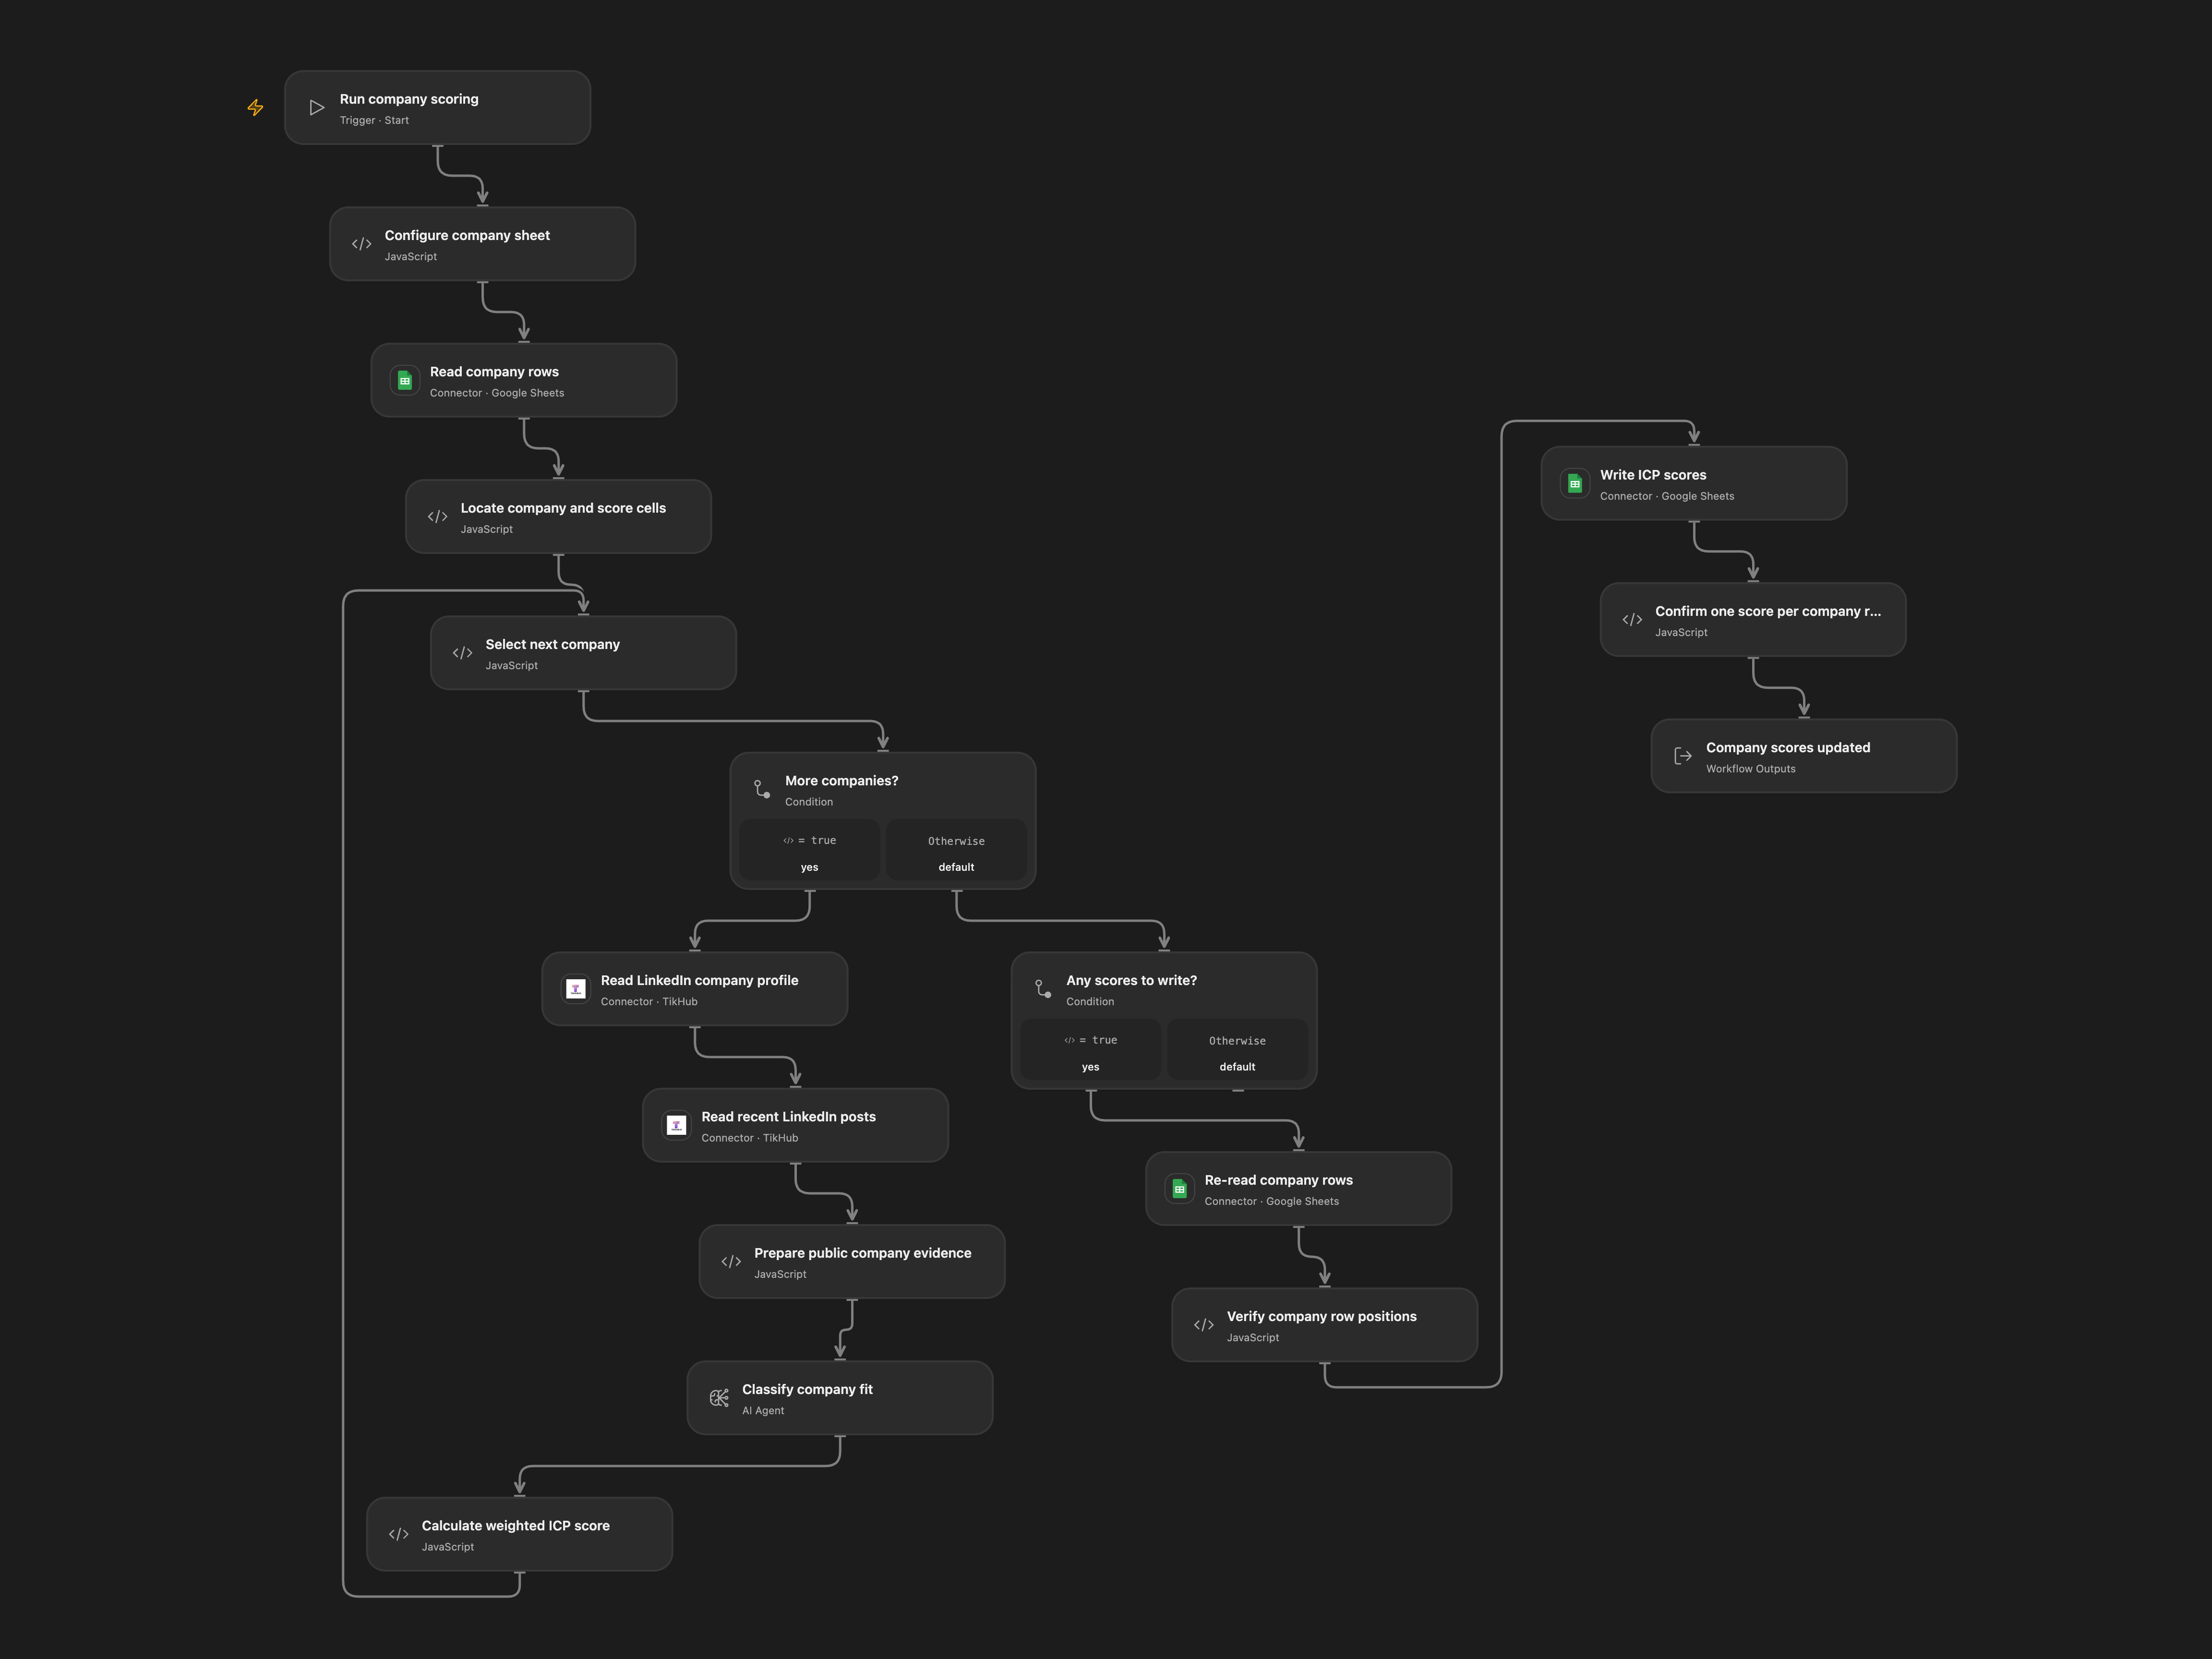 Run company scoring
Trigger · Start
Configure company sheet
JavaScript
Read company rows
Connector · Google Sheets
Locate company and score cells
JavaScript
Select next company
JavaScript
More companies?
Condition
</> = true
yes
Otherwise
default
Read LinkedIn company profile
Connector · TikHub
Read recent LinkedIn posts
Connector · TikHub
Prepare public company evidence
JavaScript
Classify company fit
AI Agent
Calculate weighted ICP score
JavaScript
Any scores to write?
Condition
</> = true
yes
Otherwise
default
Re-read company rows
Connector · Google Sheets
Verify company row positions
JavaScript
Write ICP scores
Connector · Google Sheets
Confirm one score per company r...
JavaScript
Company scores updated
Workflow Outputs